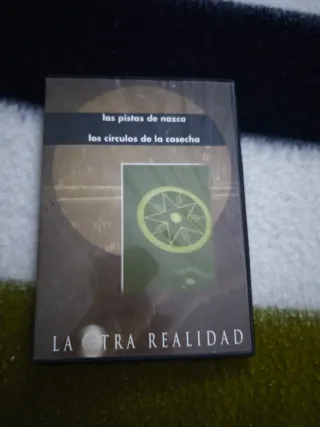 las pistas de nazca
los círculos de la cosecha
LA OTRA REALIDAD